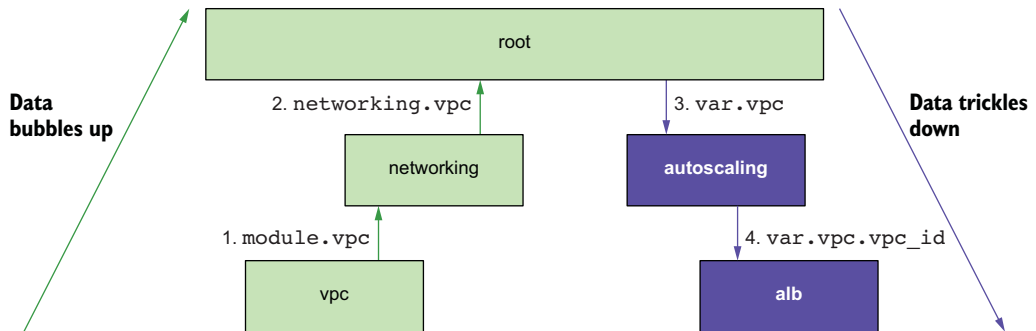 root
Data
bubbles up
2. networking.vpc
3. var.vpc
Data trickles
down
networking
autoscaling
1. module.vpc
4. var.vpc.vpc_id
vpc
alb